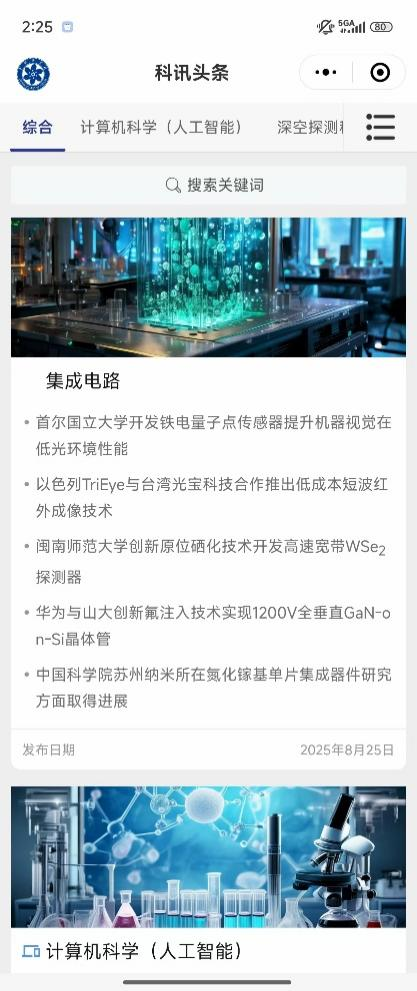 2:25
5GA
80
科讯头条
综合
计算机科学（人工智能）
深空探测
搜索关键词
集成电路
• 首尔国立大学开发铁电量子点传感器提升机器视觉在
低光环境性能
• 以色列TriEye与台湾光宝科技合作推出低成本短波红
外成像技术
• 闽南师范大学创新原位硒化技术开发高速宽带WSe₂
探测器
• 华为与山大创新氟注入技术实现1200V全垂直GaN-o
n-Si晶体管
• 中国科学院苏州纳米所在氮化镓基单片集成器件研究
方面取得进展
发布日期
2025年8月25日
计算机科学（人工智能）